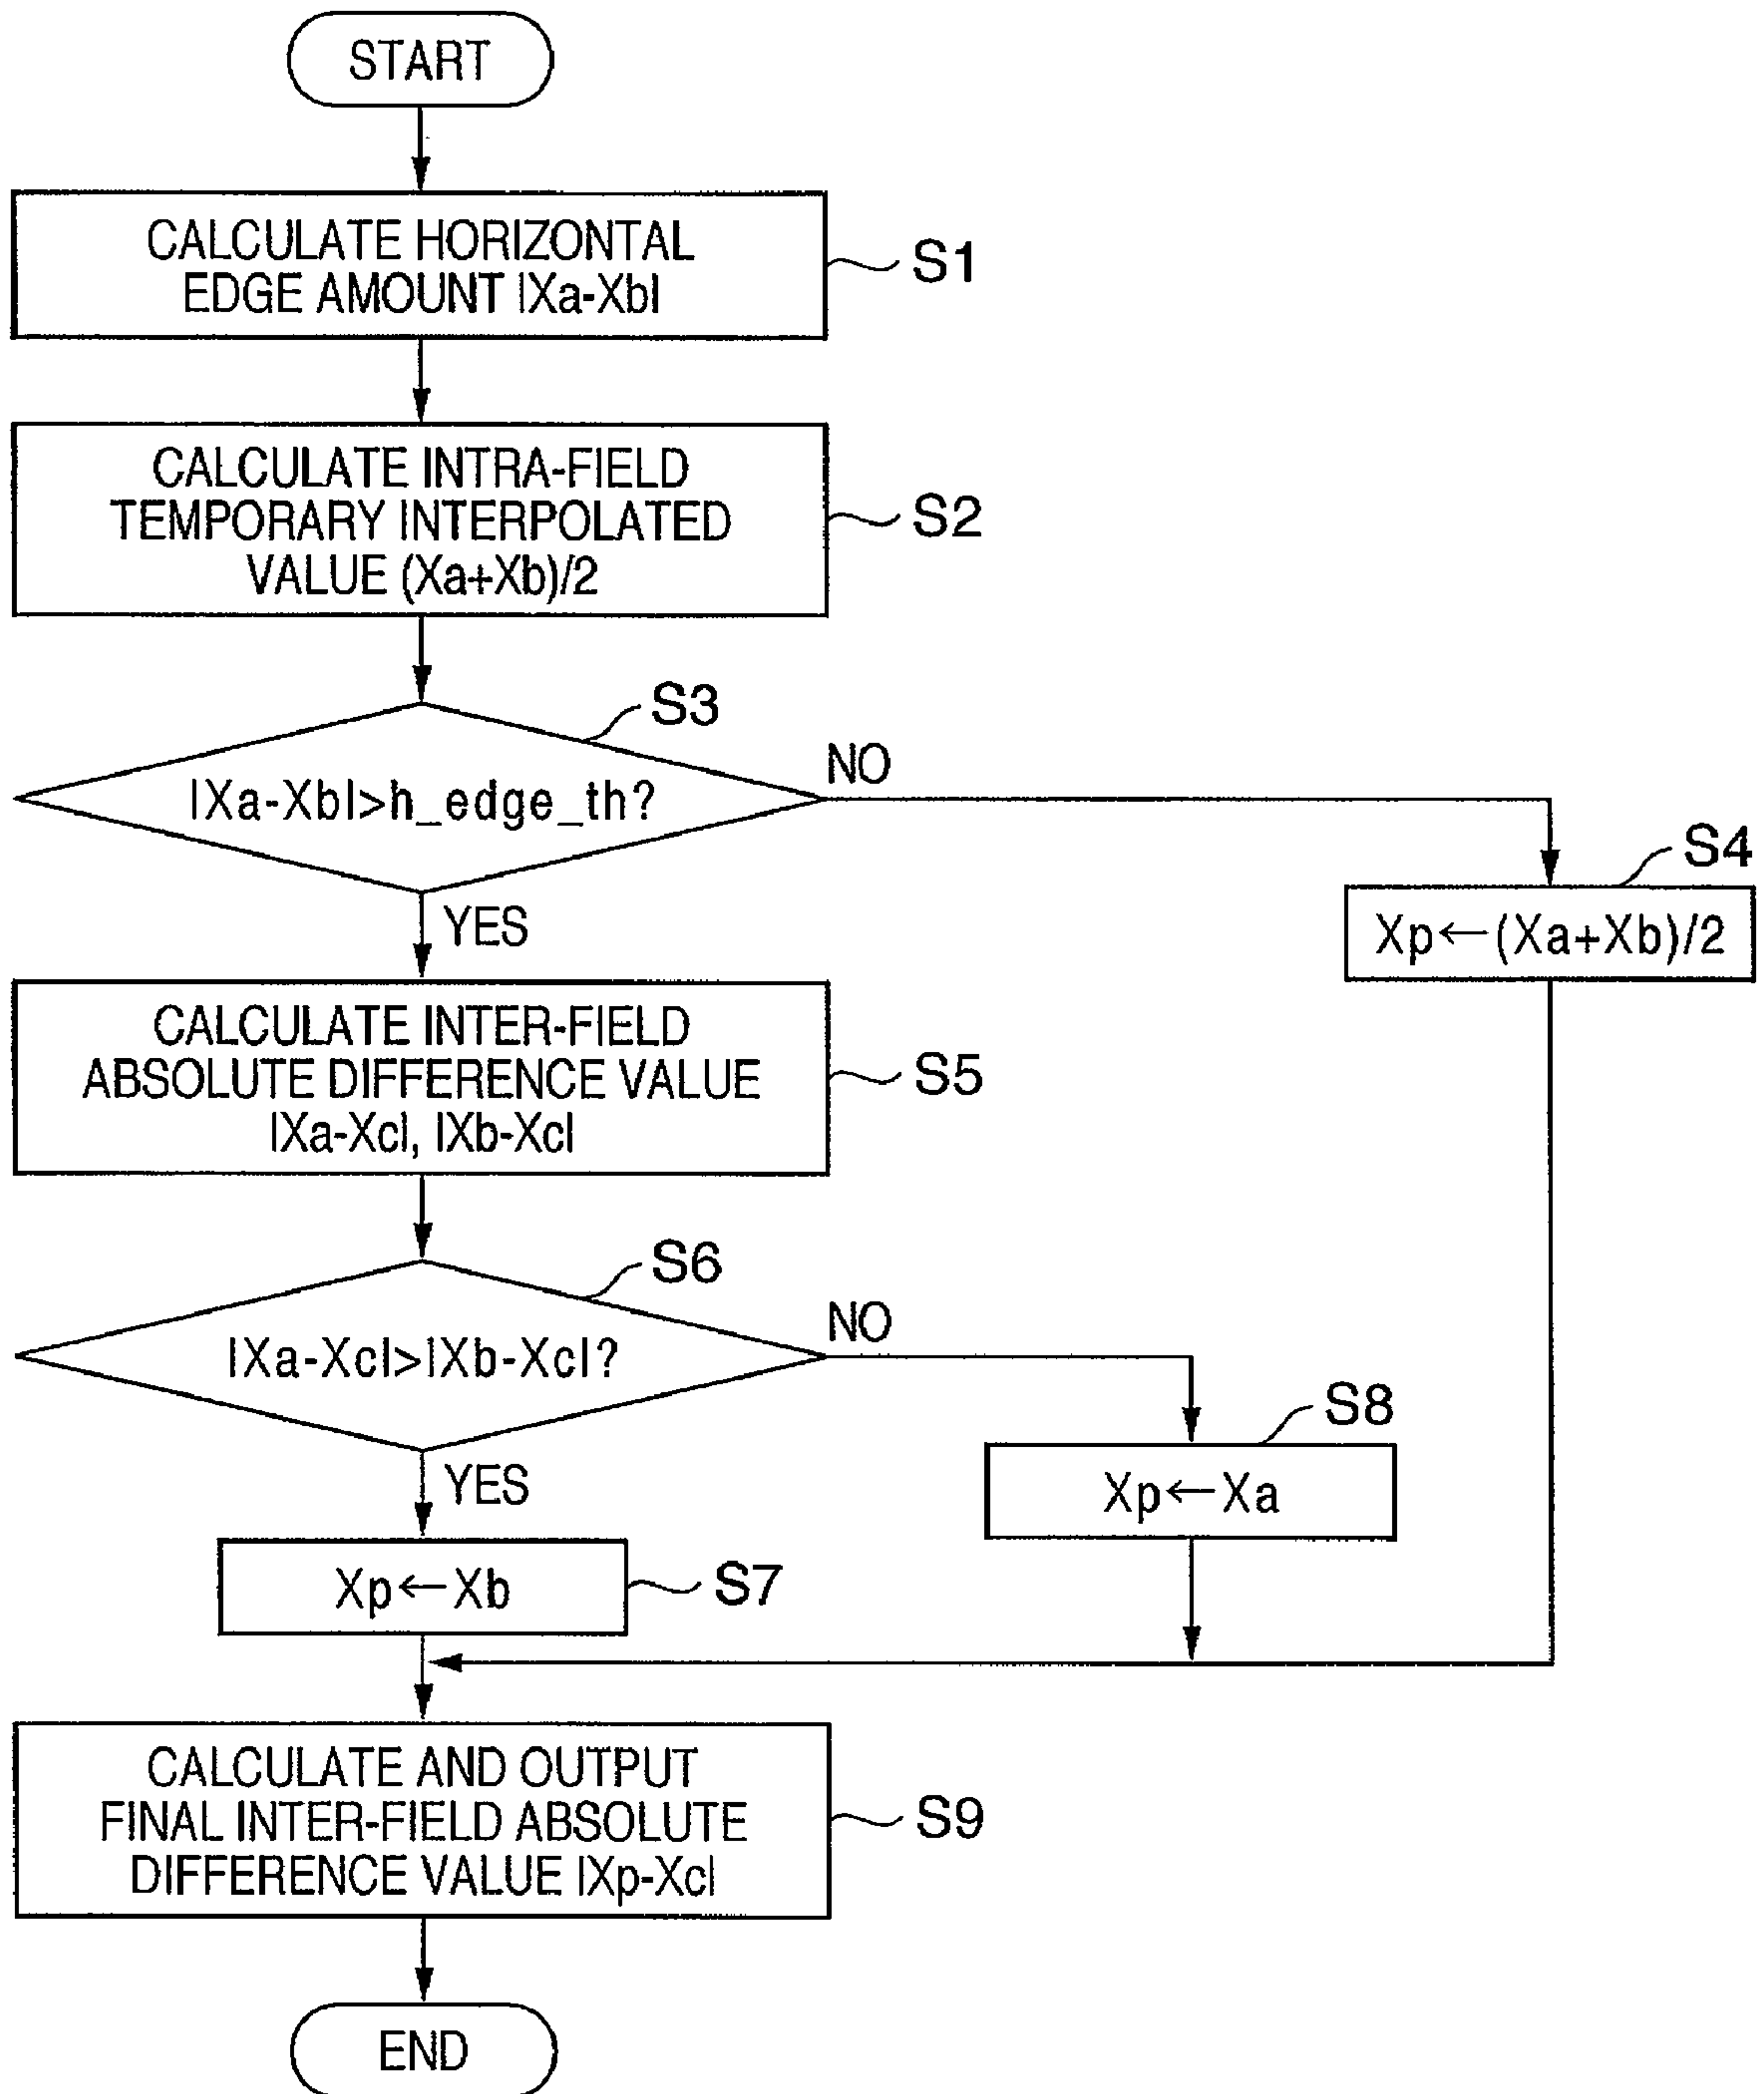 START
CALCULATE HORIZONTAL
EDGE AMOUNT |Xa-Xb|
S1
CALCULATE INTRA-FIELD
TEMPORARY INTERPOLATED
VALUE (Xa+Xb)/2
S2
S3
|Xa-Xb|>h_edge_th?
NO
YES
S4
Xp←(Xa+Xb)/2
CALCULATE INTER-FIELD
ABSOLUTE DIFFERENCE VALUE
|Xa-Xc|, |Xb-Xc|
S5
S6
|Xa-Xc|>|Xb-Xc|?
NO
YES
S8
Xp←Xa
Xp←Xb
S7
CALCULATE AND OUTPUT
FINAL INTER-FIELD ABSOLUTE
DIFFERENCE VALUE |Xp-Xc|
S9
END